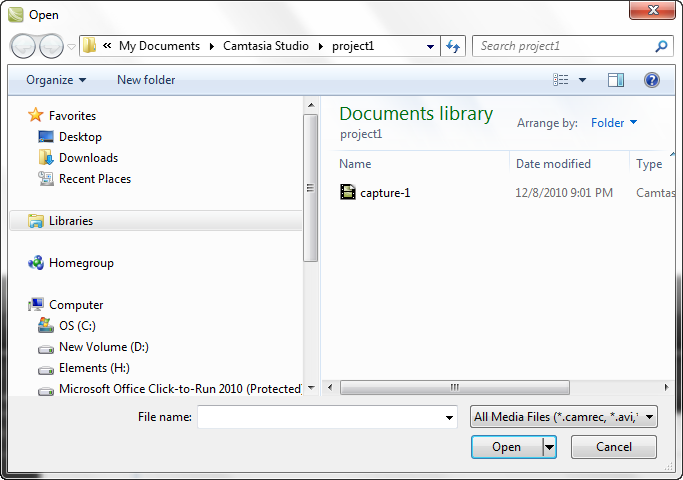 Open
« My Documents Camtasia Studio project1 Search project1
Organize New folder
Favorites
Desktop
Downloads
Recent Places
Libraries
Homegroup
Computer
OS (C:)
New Volume (D:)
Elements (H:)
Microsoft Office Click-to-Run 2010 (Protected)
Documents library
project1
Arrange by: Folder
Name Date modified Type
capture-1 12/8/2010 9:01 PM Camtas
File name: All Media Files (*.camrec, *.avi,*
Open Cancel